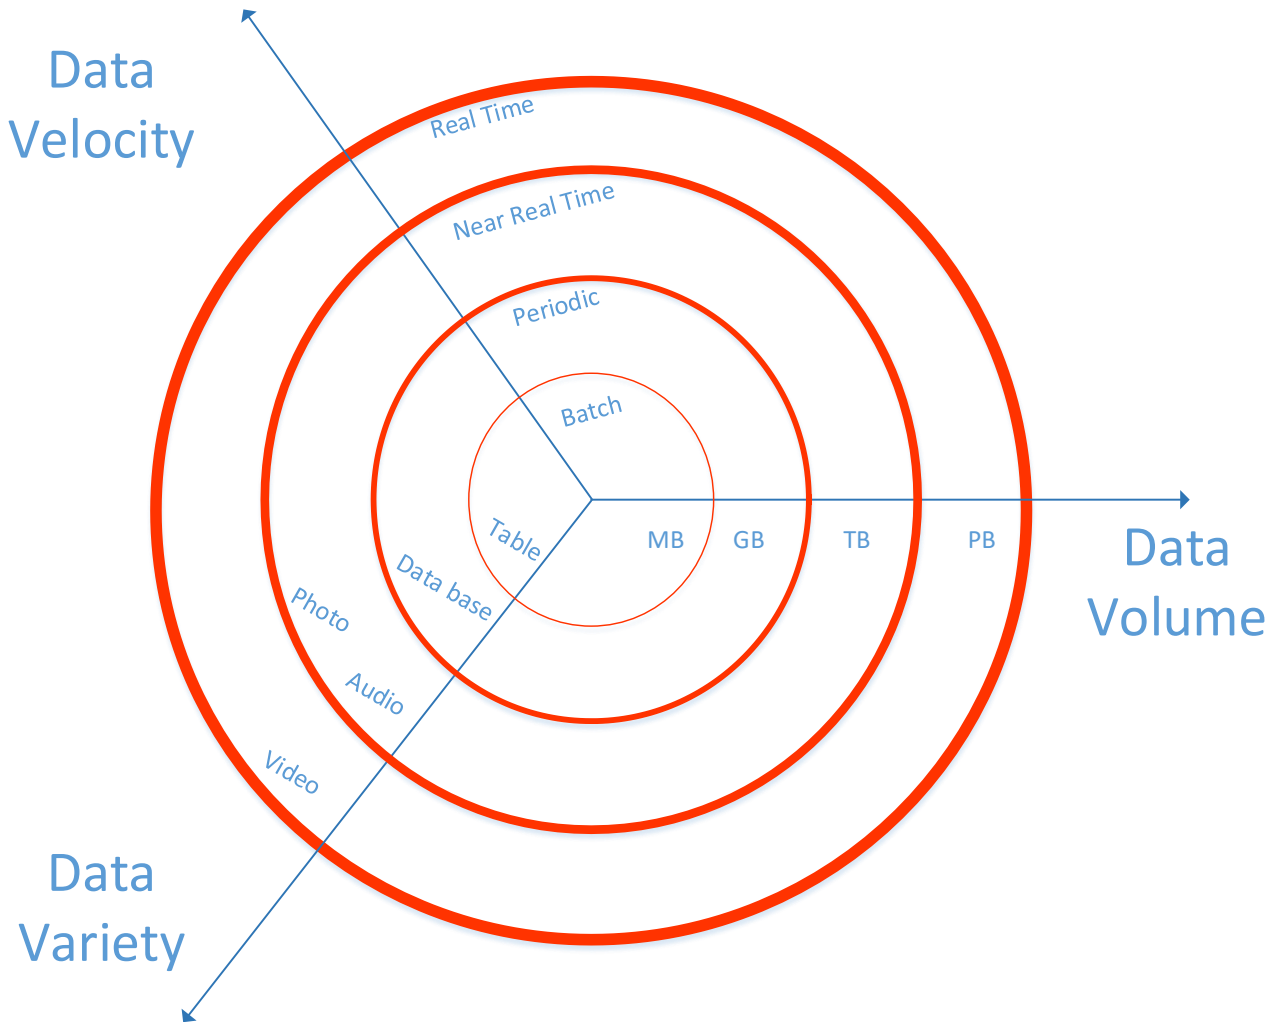 Data
Velocity
Real Time
Near Real Time
Periodic
Batch
MB
GB
TB
PB
Data
Volume
Table
Data base
Photo
Audio
Video
Data
Variety